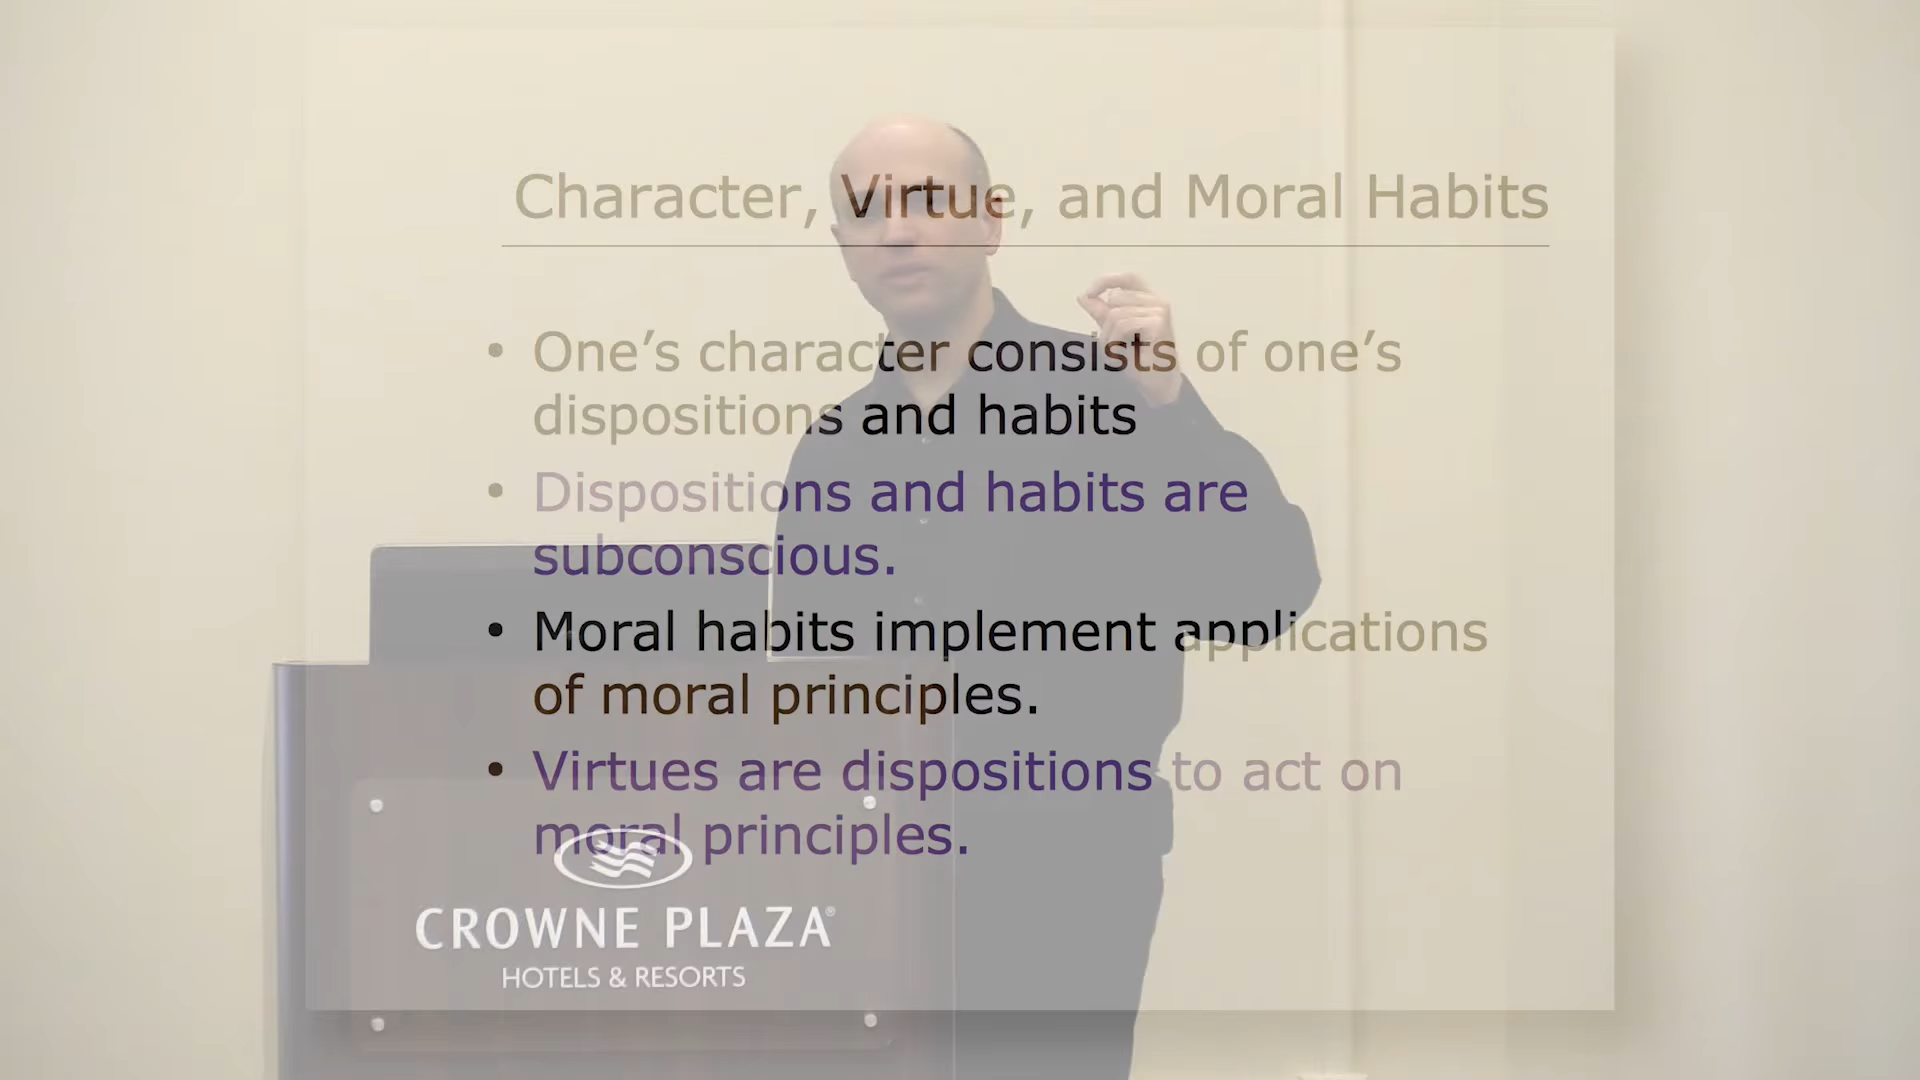 Character, Virtue, and Moral Habits
• One’s character consists of one’s
dispositions and habits
• Dispositions and habits are
subconscious.
• Moral habits implement applications
of moral principles.
• Virtues are dispositions to act on
moral principles.
CROWNE PLAZA®
HOTELS & RESORTS